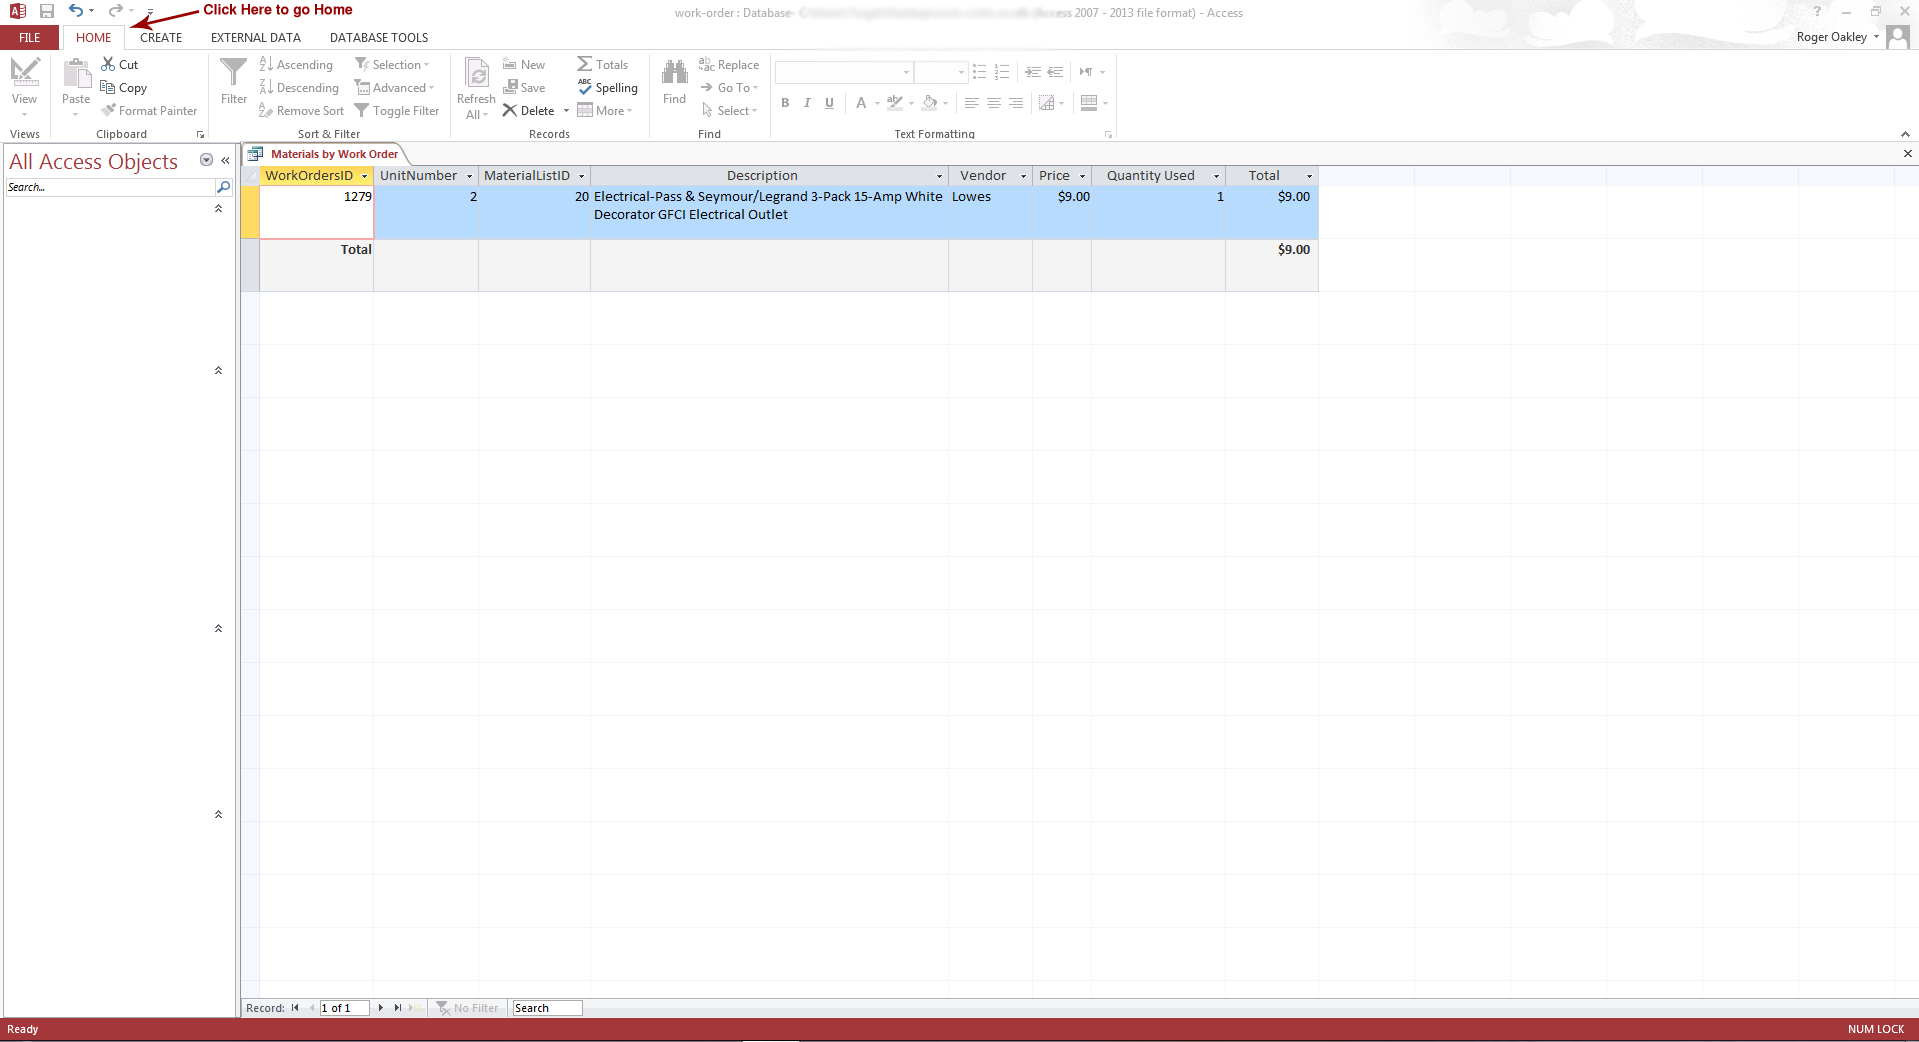 Click Here to go Home
work-order : Database- (Access 2007 - 2013 file format) - Access
?
FILE HOME CREATE EXTERNAL DATA DATABASE TOOLS
Roger Oakley
View
Views
Paste
Cut
Copy
Format Painter
Clipboard
Filter
Ascending
Descending
Remove Sort
Selection
Advanced
Toggle Filter
Sort & Filter
Refresh
All
New
Save
Delete
Totals
ABC
Spelling
More
Records
Find
Replace
Go To
Select
Find
B I U A
Text Formatting
All Access Objects
Search...
Materials by Work Order
WorkOrdersID UnitNumber MaterialListID Description Vendor Price Quantity Used Total
1279 2 20 Electrical-Pass & Seymour/Legrand 3-Pack 15-Amp White Lowes $9.00 1 $9.00
Decorator GFCI Electrical Outlet
Total $9.00
Record: 1 of 1 No Filter Search
Ready NUM LOCK